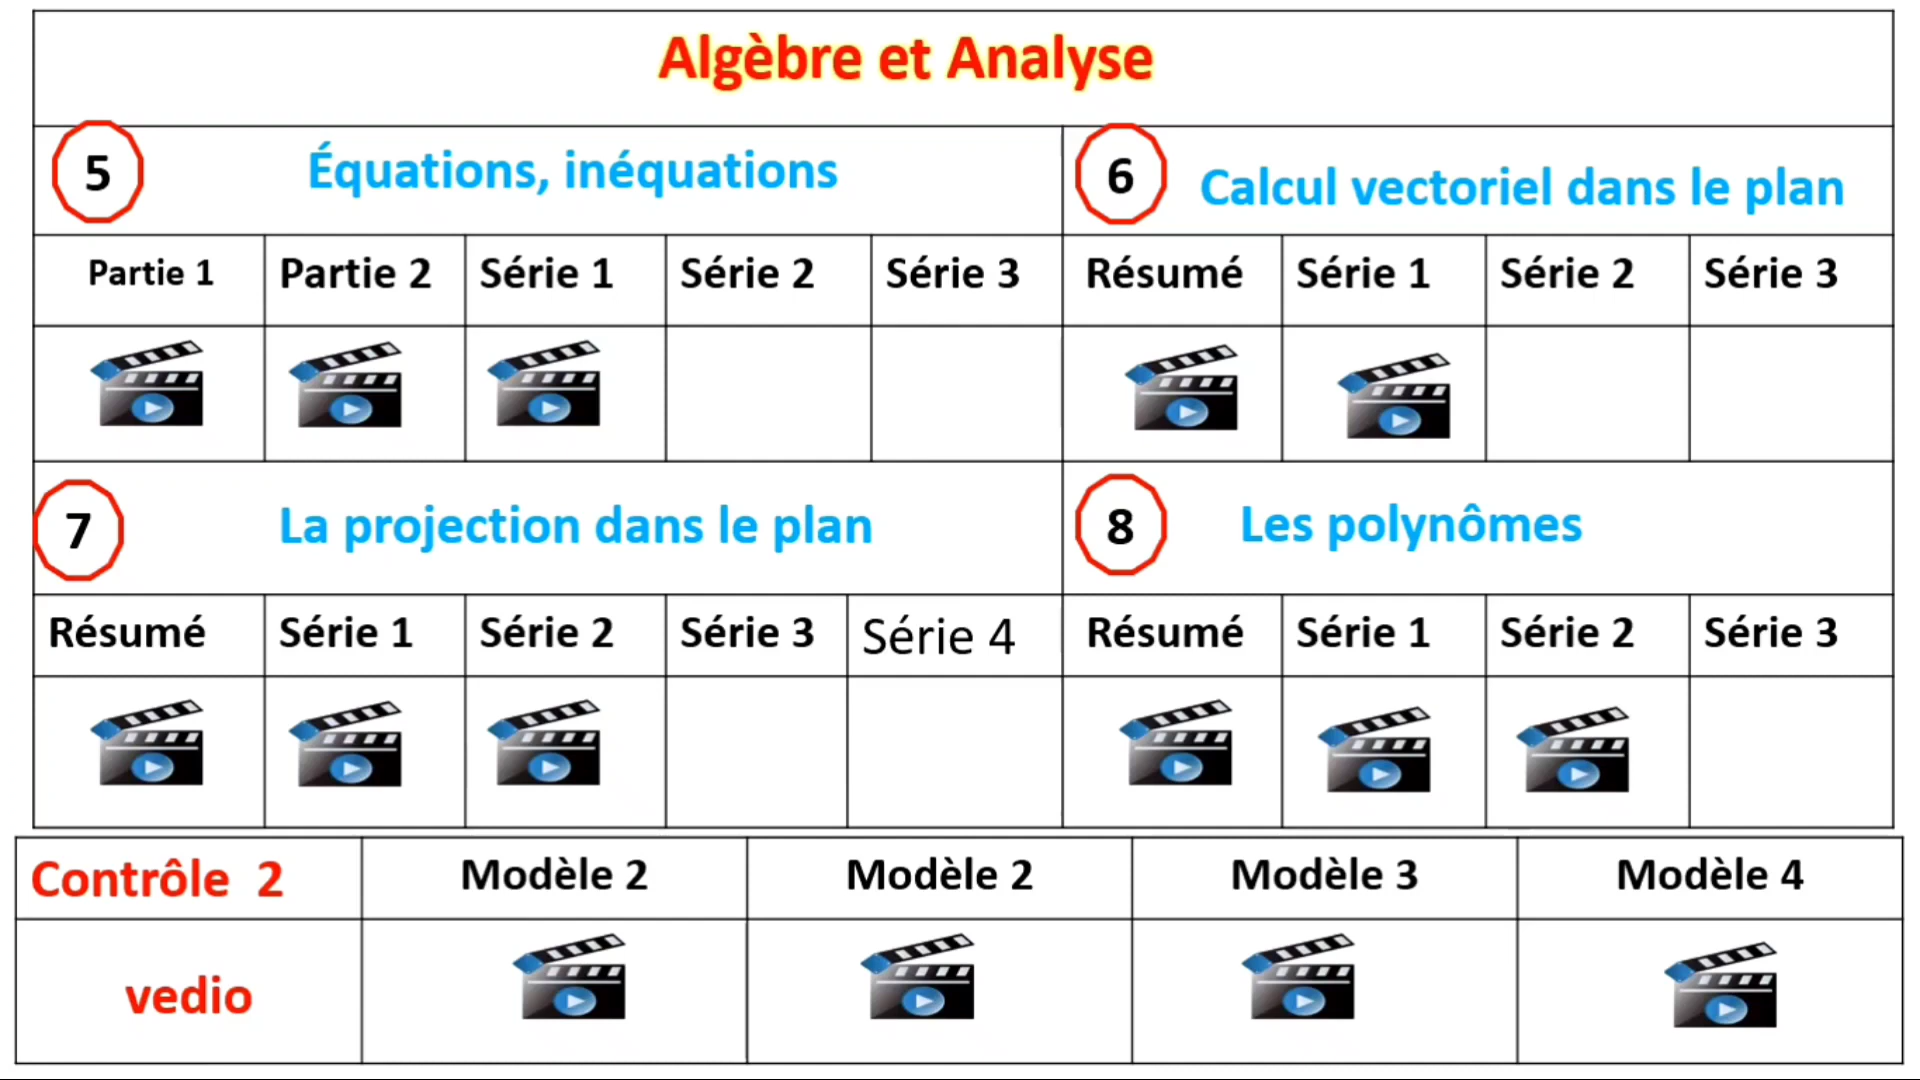 Algèbre et Analyse
5 Équations, inéquations 6 Calcul vectoriel dans le plan
Partie 1 Partie 2 Série 1 Série 2 Série 3 Résumé Série 1 Série 2 Série 3
7 La projection dans le plan 8 Les polynômes
Résumé Série 1 Série 2 Série 3 Série 4 Résumé Série 1 Série 2 Série 3
Contrôle 2 Modèle 2 Modèle 2 Modèle 3 Modèle 4
vedio